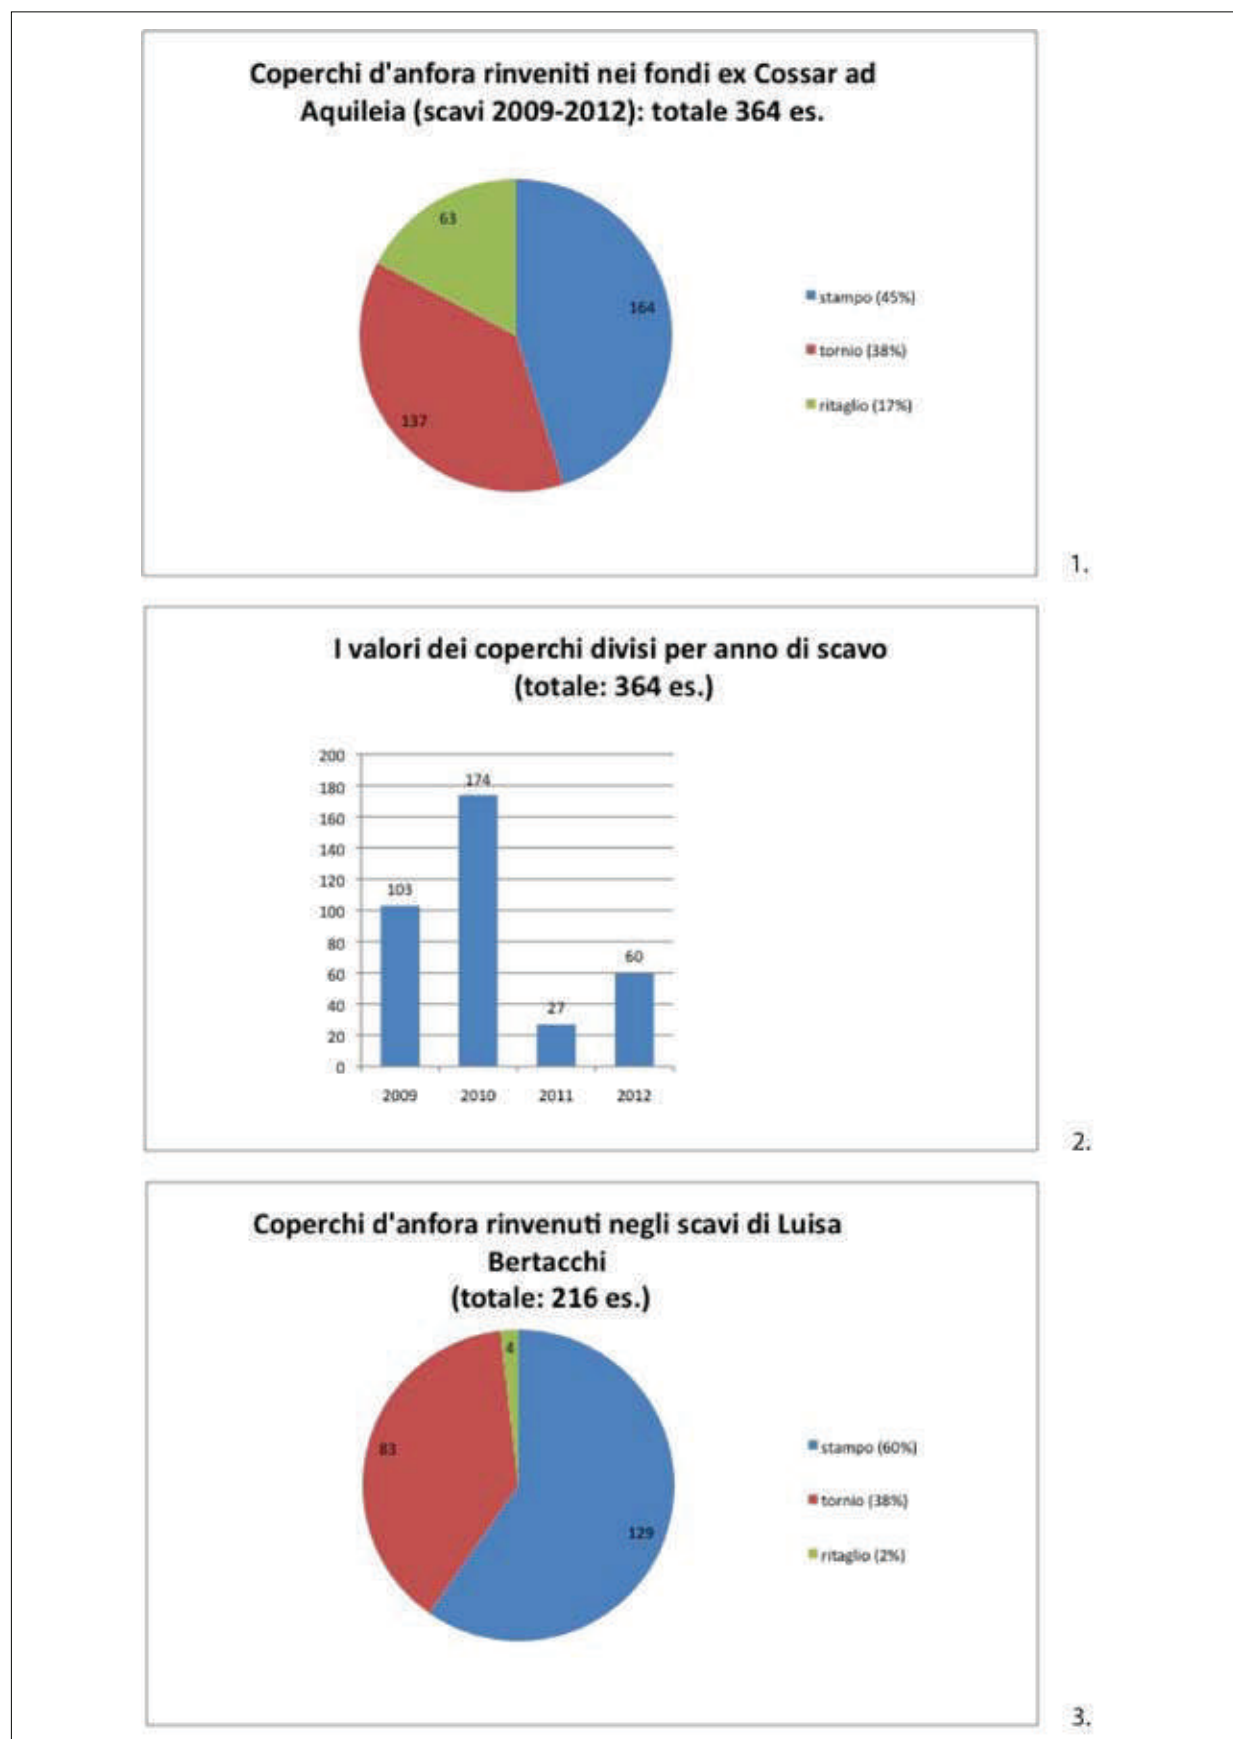 Coperchi d'anfora rinveniti nei fondi ex Cossar ad
Aquileia (scavi 2009-2012): totale 364 es.
63
164
137
stampo (45%)
tornio (38%)
ritaglio (17%)
1.
I valori dei coperchi divisi per anno di scavo
(totale: 364 es.)
200
180
160
140
120
100
80
60
40
20
0
103
174
27
60
2009
2010
2011
2012
2.
Coperchi d'anfora rinvenuti negli scavi di Luisa
Bertacchi
(totale: 216 es.)
4
83
129
stampo (60%)
tornio (38%)
ritaglio (2%)
3.